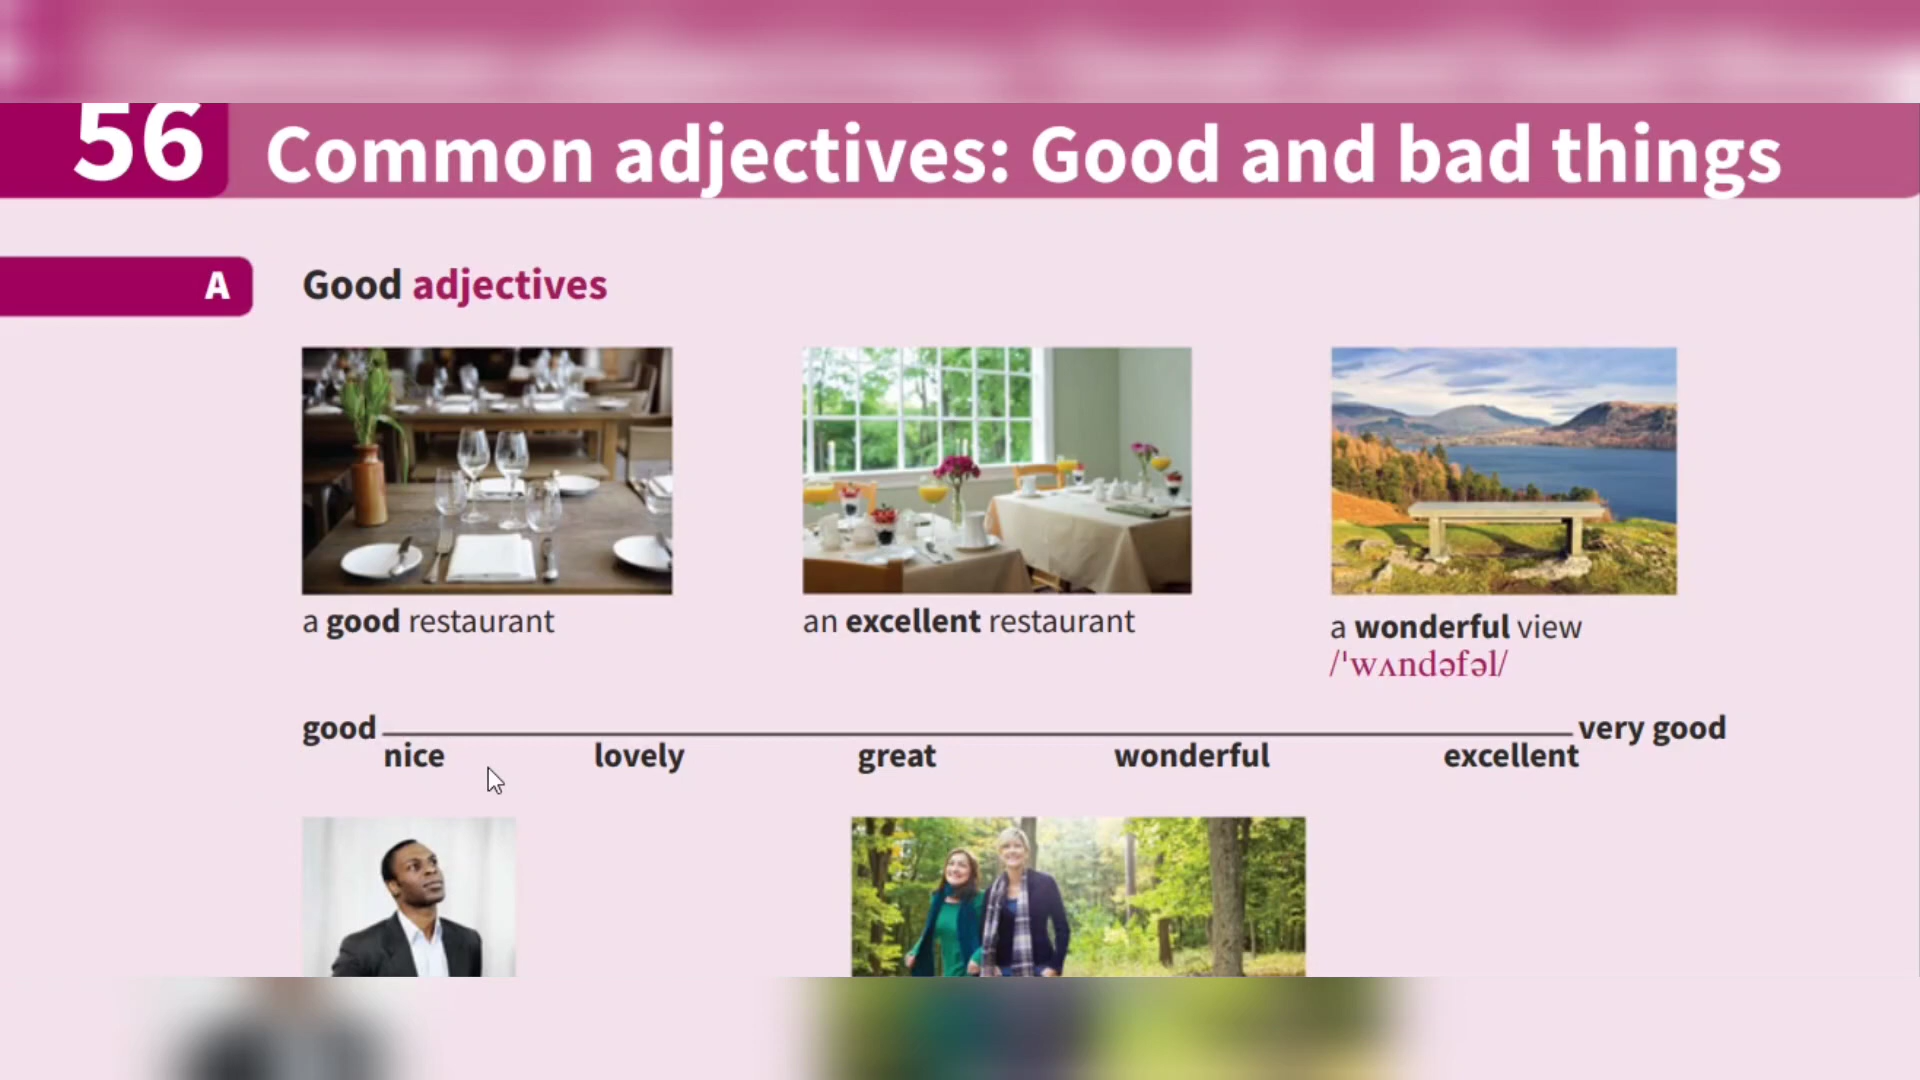 56 Common adjectives: Good and bad things
A Good adjectives
a good restaurant
an excellent restaurant
a wonderful view
/ˈwʌndəfəl/
good very good
nice lovely great wonderful excellent